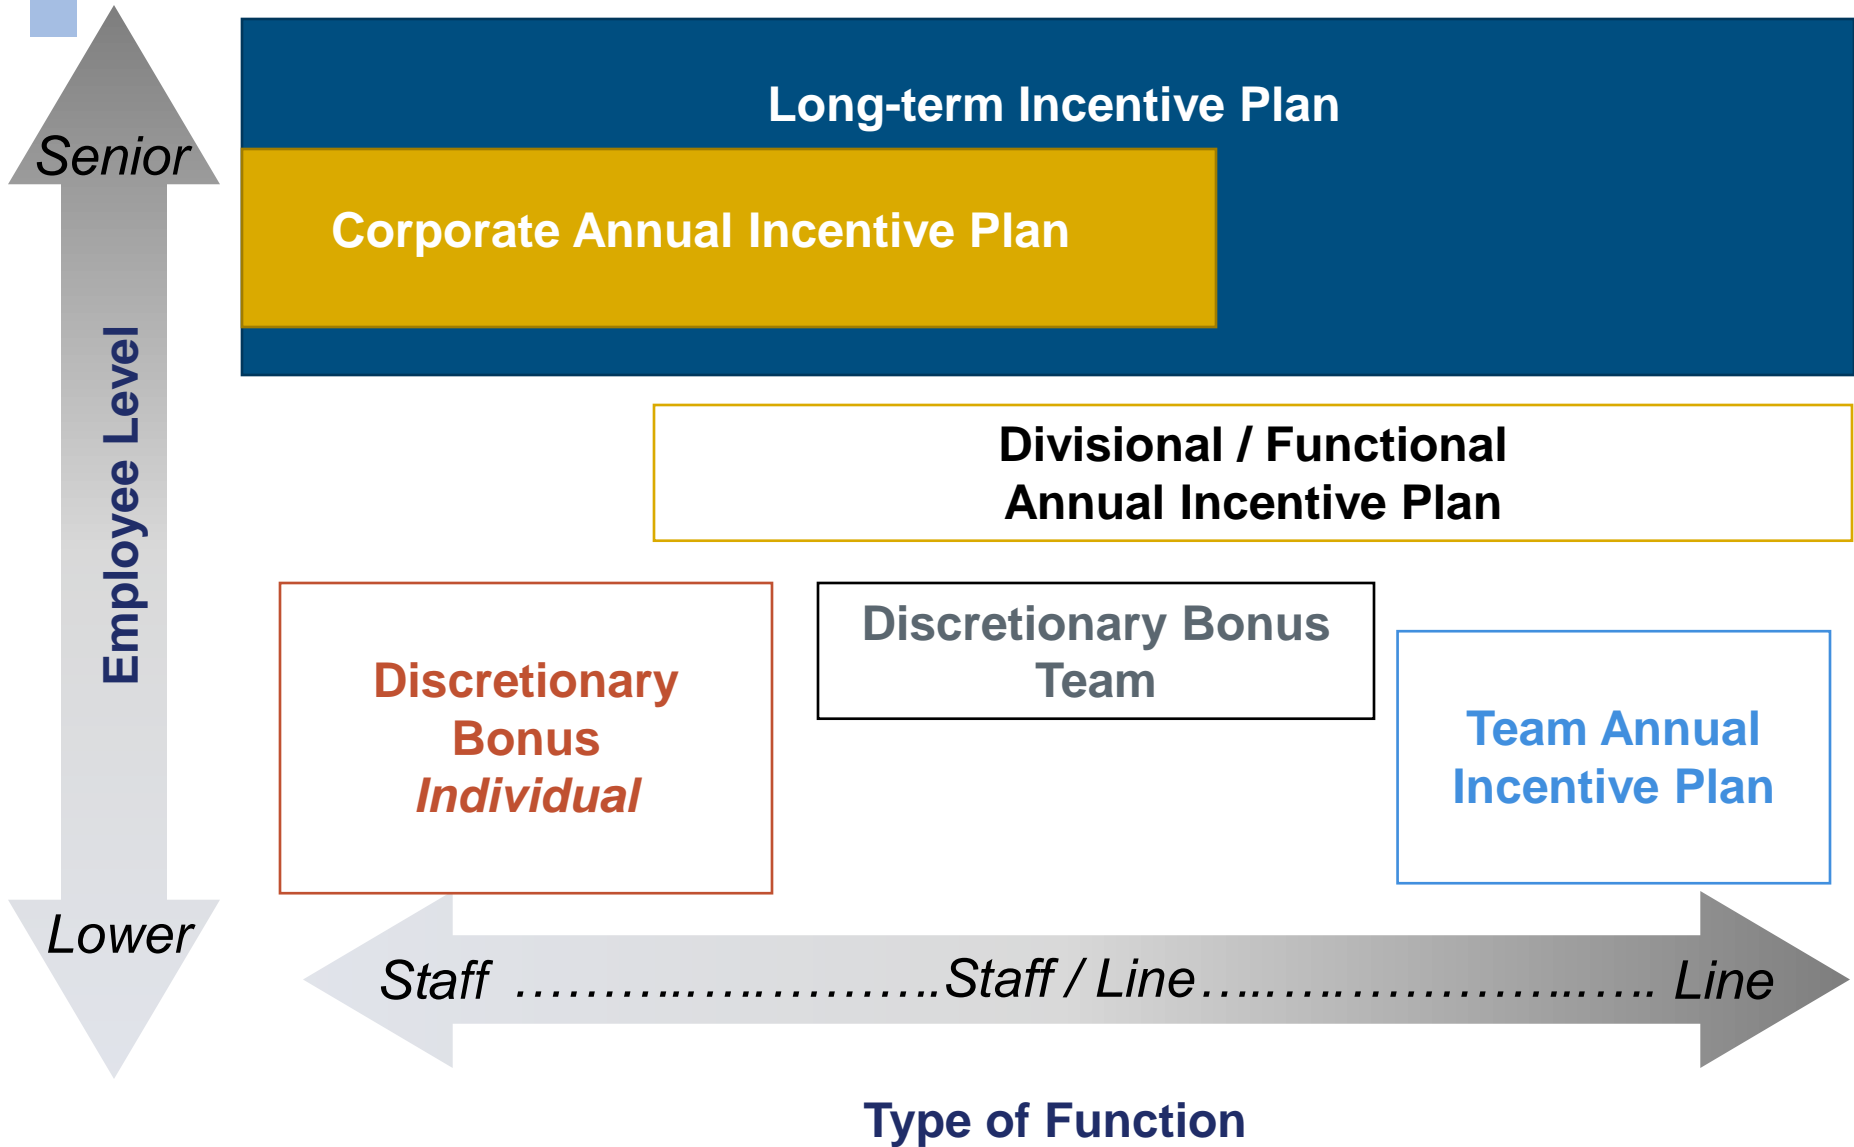 Long-term Incentive Plan
Senior
Corporate Annual Incentive Plan
Employee Level
Divisional / Functional
Annual Incentive Plan
Discretionary
Bonus
Individual
Discretionary Bonus
Team
Team Annual
Incentive Plan
Lower
Staff ………..….………..Staff / Line…..…..…………..….. Line
Type of Function